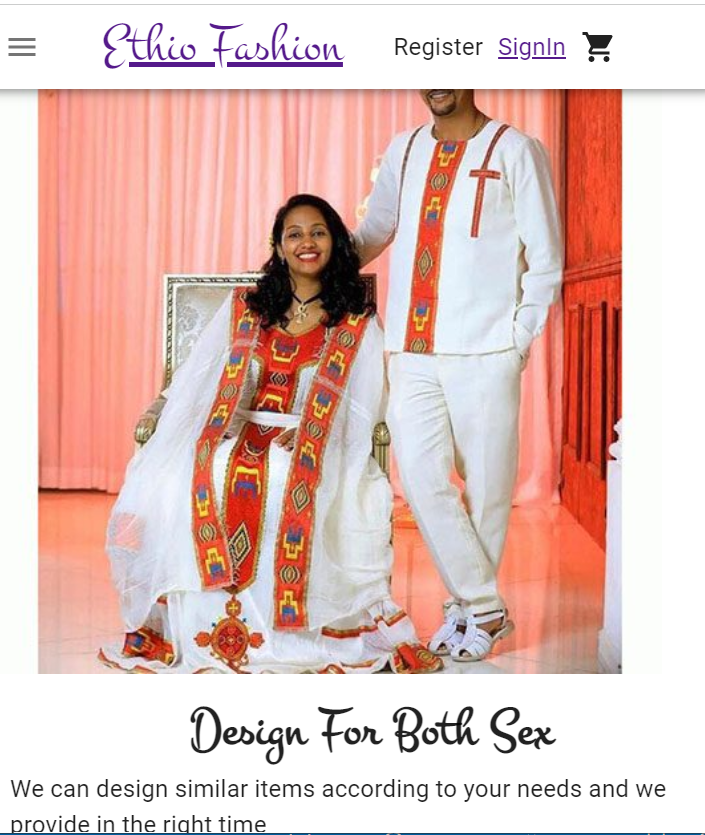 Ethio Fashion Register SignIn
Design For Both Sex
We can design similar items according to your needs and we
provide in the right time